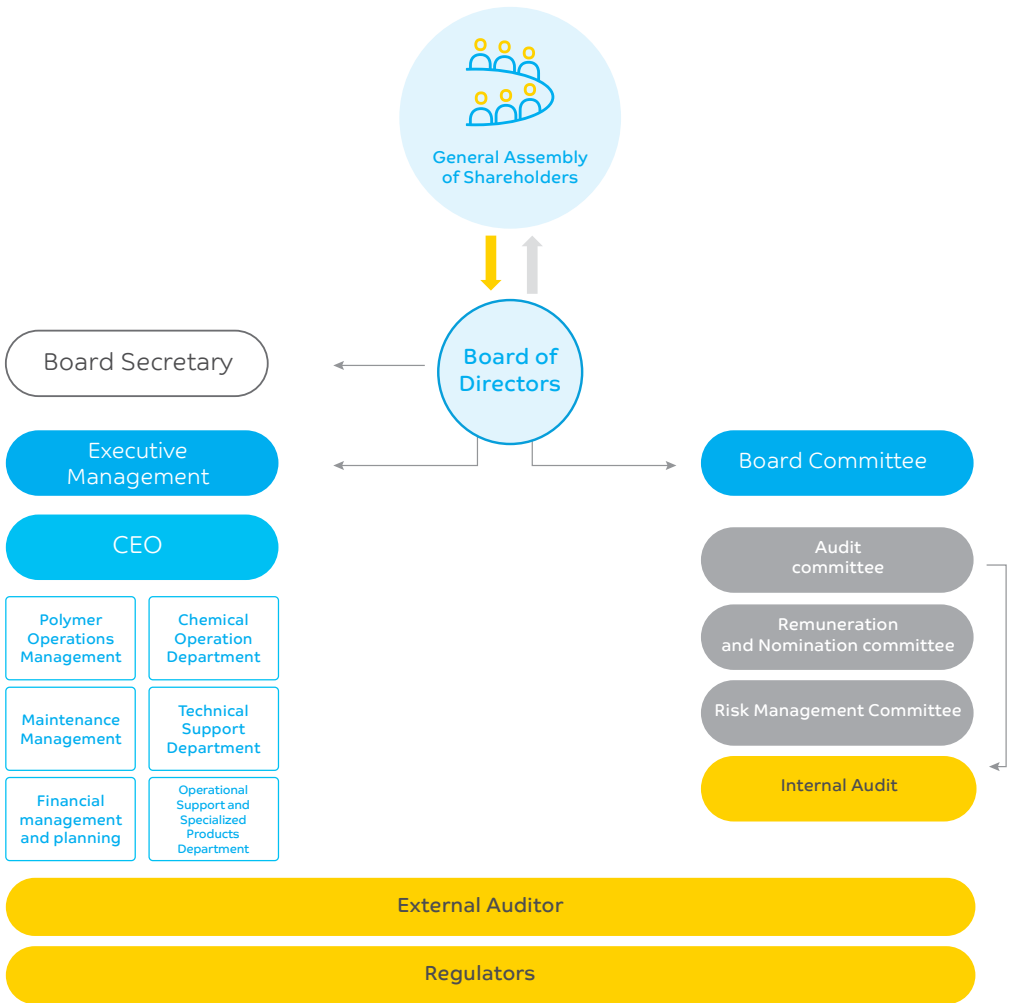 General Assembly
of Shareholders
Board of
Directors
Board Secretary
Executive
Management
CEO
Polymer
Operations
Management
Chemical
Operation
Department
Maintenance
Management
Technical
Support
Department
Financial
management
and planning
Operational
Support and
Specialized
Products
Department
Board Committee
Audit
committee
Remuneration
and Nomination committee
Risk Management Committee
Internal Audit
External Auditor
Regulators